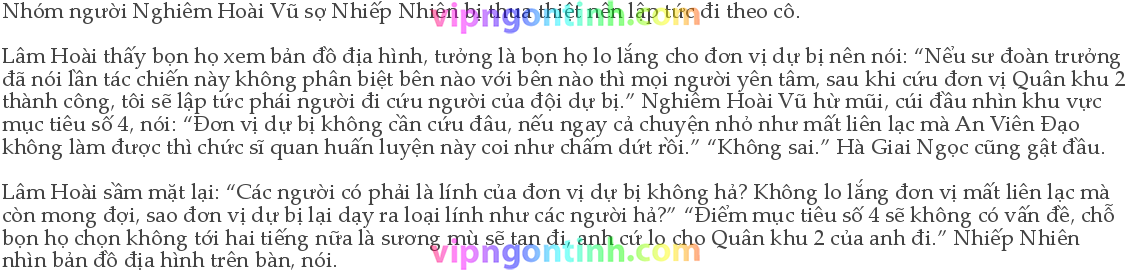 Nhóm người Nghiêm Hoài Vũ sợ Nhiếp Nhiên bị thua thiệt nên lập tức đi theo cô.
vipngontinh.com
Lâm Hoài thấy bọn họ xem bản đồ địa hình, tưởng là bọn họ lo lắng cho đơn vị dự bị nên nói: “Nếu sư đoàn trưởng
đã nói lần tác chiến này không phân biệt bên nào với bên nào thì mọi người yên tâm, sau khi cứu đơn vị Quân khu 2
thành công, tôi sẽ lập tức phái người đi cứu người của đội dự bị.” Nghiêm Hoài Vũ hừ mũi, cúi đầu nhìn khu vực
mục tiêu số 4, nói: “Đơn vị dự bị không cần cứu đâu, nếu ngay cả chuyện nhỏ như mất liên lạc mà An Viên Đạo
không làm được thì chức sĩ quan huấn luyện này coi như chấm dứt rồi.” “Không sai.” Hà Giai Ngọc cũng gật đầu.
Lâm Hoài sầm mặt lại: “Các người có phải là lính của đơn vị dự bị không hả? Không lo lắng đơn vị mất liên lạc mà
còn mong đợi, sao đơn vị dự bị lại dạy ra loại lính như các người hả?” “Điểm mục tiêu số 4 sẽ không có vấn đề, chỗ
bọn họ chọn không tới hai tiếng nữa là sương mù sẽ tan đi, anh cứ lo cho Quân khu 2 của anh đi.” Nhiếp Nhiên
vipngontinh.com
nhìn bản đồ địa hình trên bàn, nói.